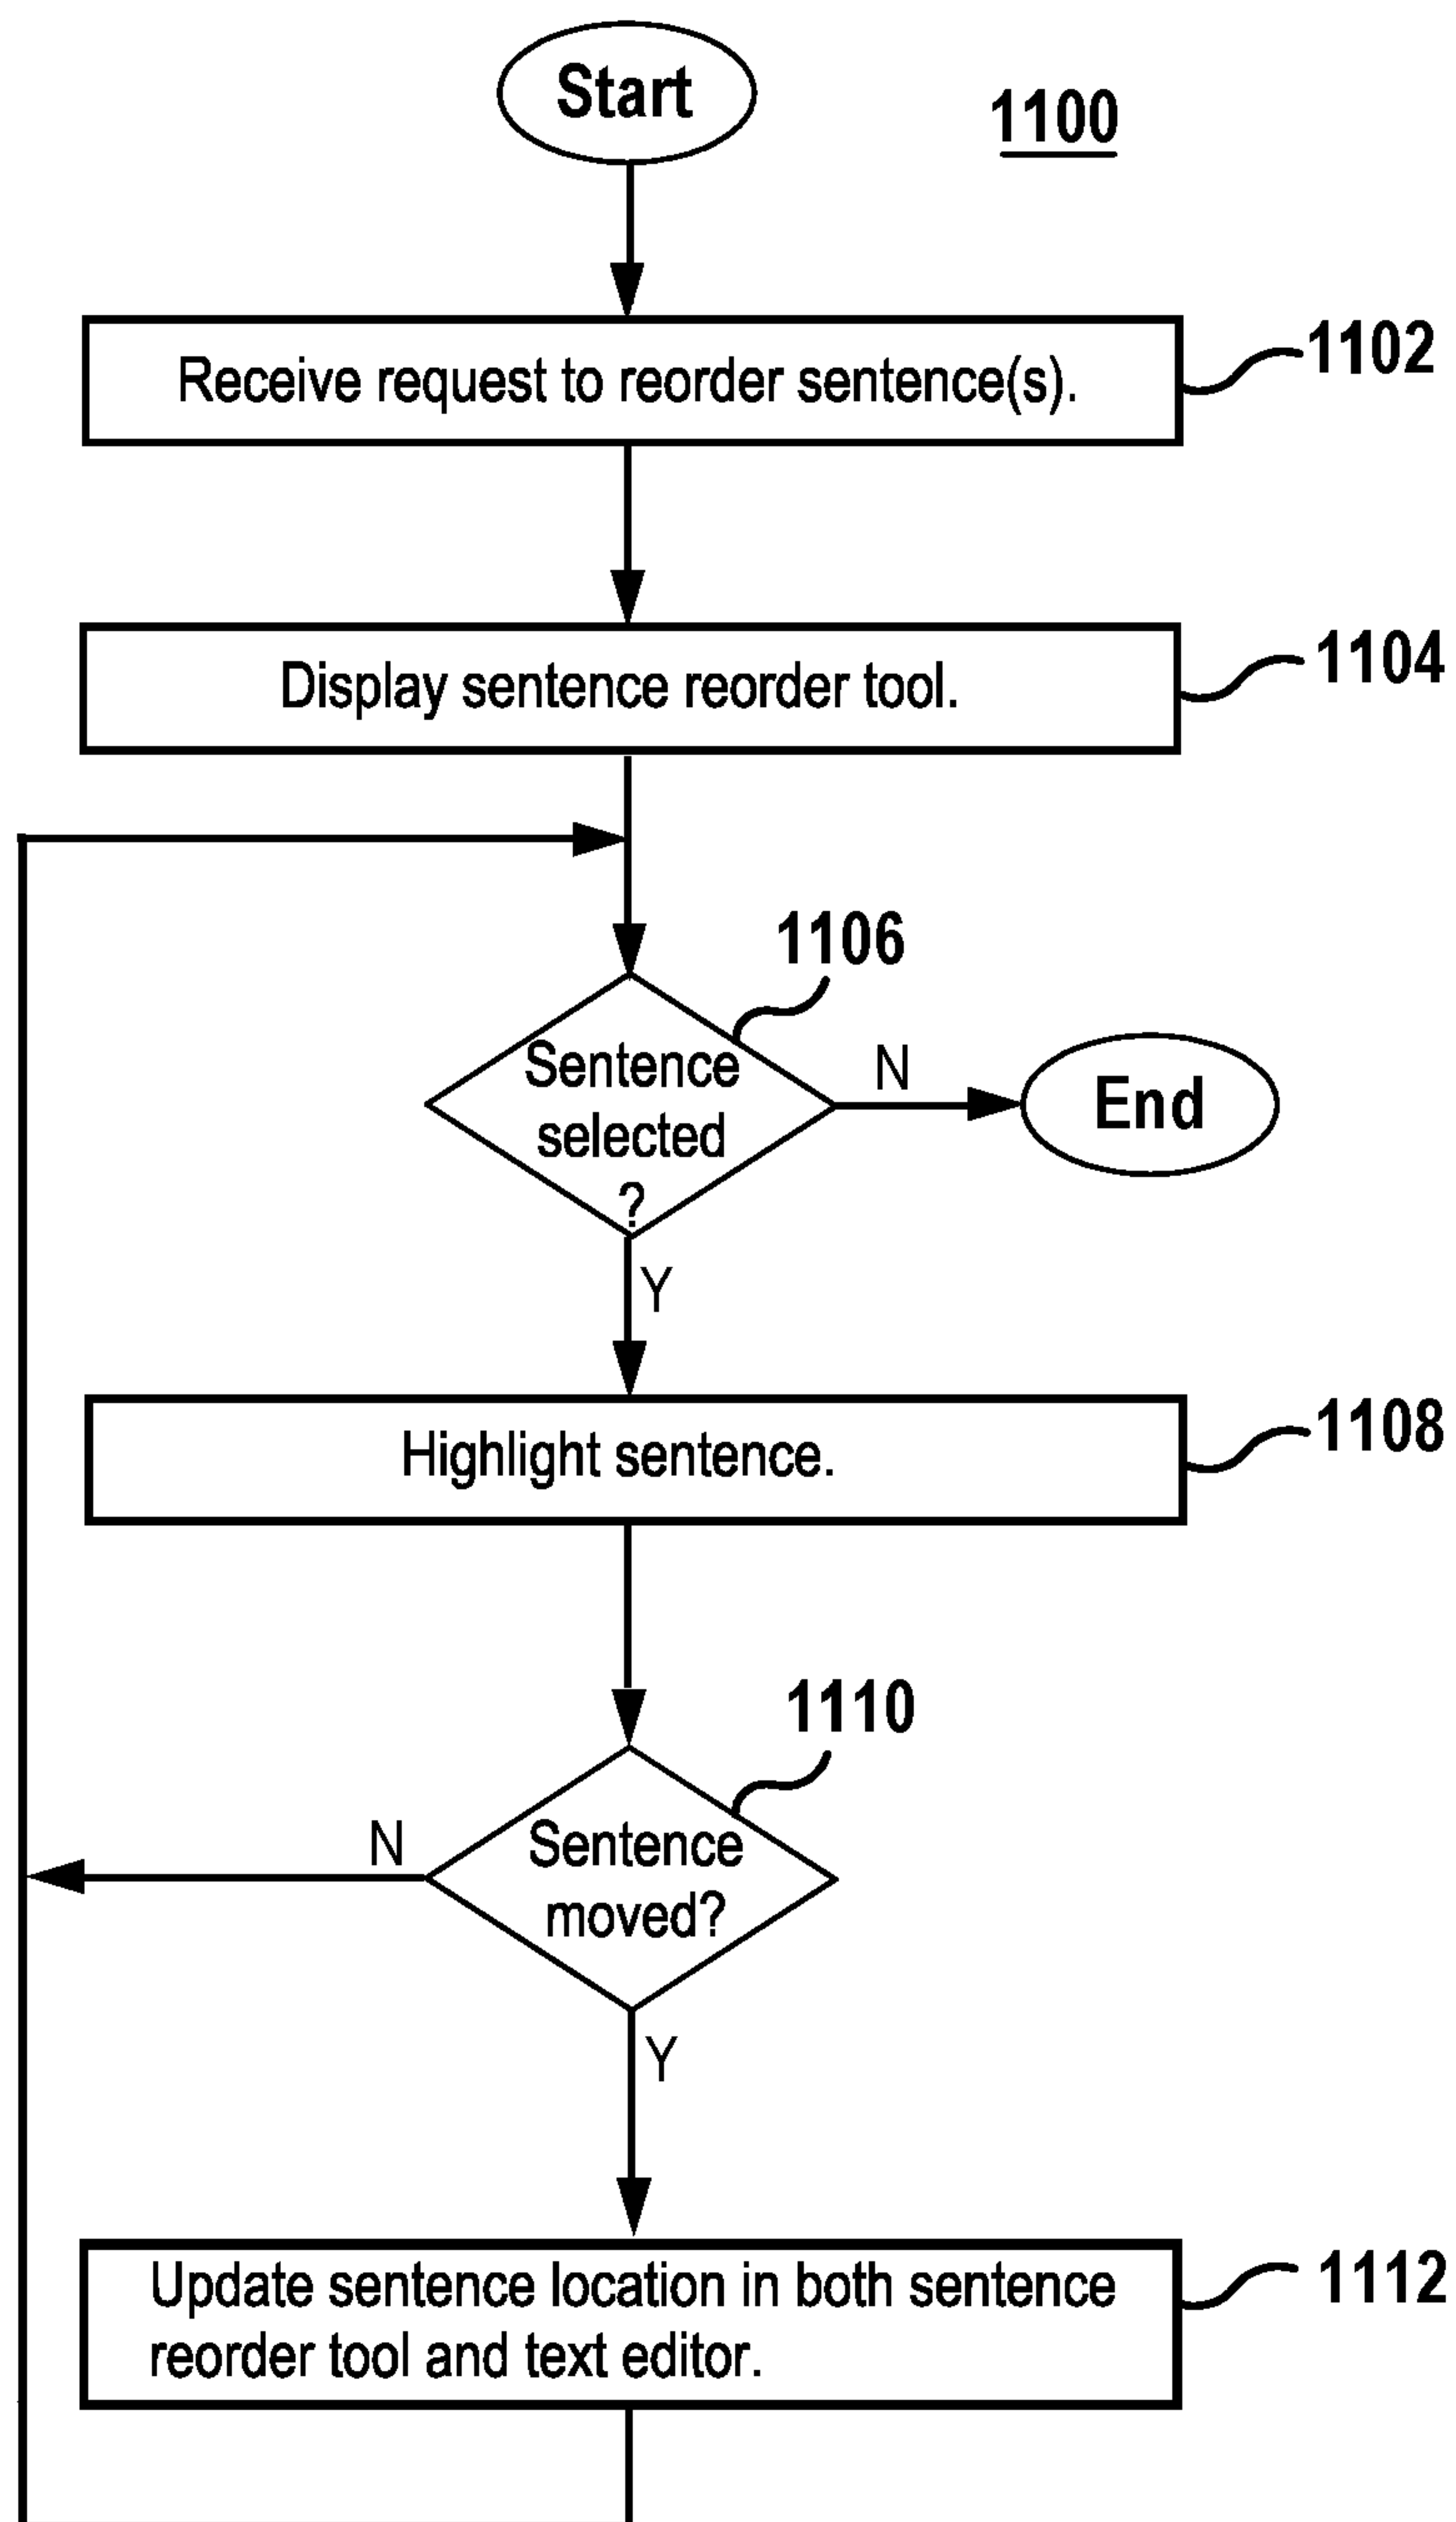 Start
1100
Receive request to reorder sentence(s).
1102
Display sentence reorder tool.
1104
1106
Sentence
selected
?
N
End
Y
Highlight sentence.
1108
1110
Sentence
moved?
N
Y
Update sentence location in both sentence
reorder tool and text editor.
1112